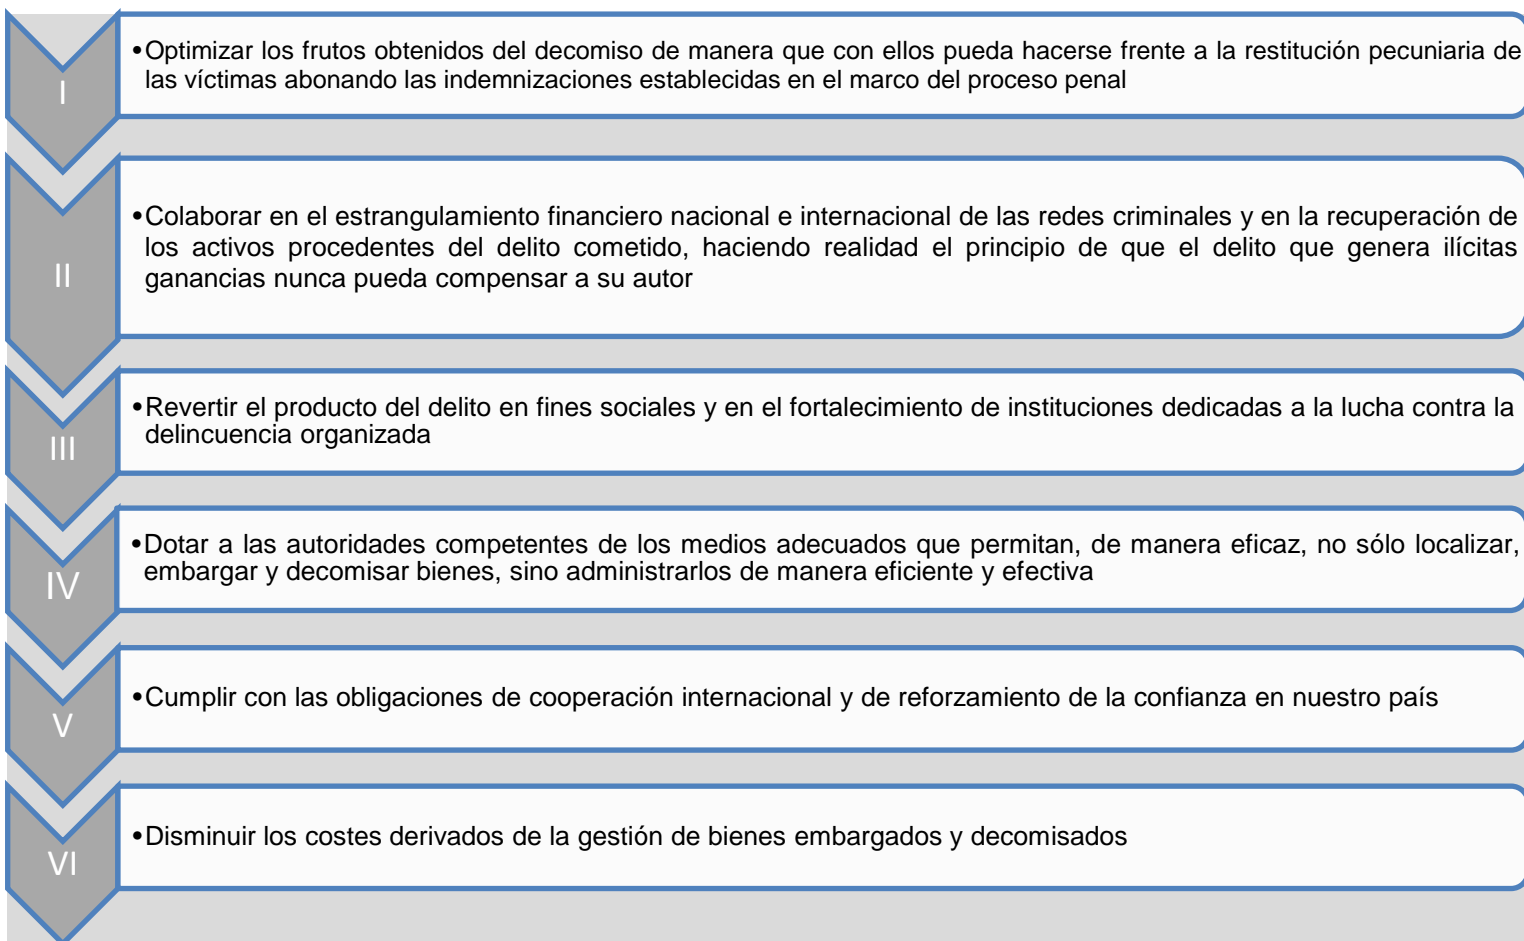 I
•Optimizar los frutos obtenidos del decomiso de manera que con ellos pueda hacerse frente a la restitución pecuniaria de
las víctimas abonando las indemnizaciones establecidas en el marco del proceso penal
II
•Colaborar en el estrangulamiento financiero nacional e internacional de las redes criminales y en la recuperación de
los activos procedentes del delito cometido, haciendo realidad el principio de que el delito que genera ilícitas
ganancias nunca pueda compensar a su autor
III
•Revertir el producto del delito en fines sociales y en el fortalecimiento de instituciones dedicadas a la lucha contra la
delincuencia organizada
IV
•Dotar a las autoridades competentes de los medios adecuados que permitan, de manera eficaz, no sólo localizar,
embargar y decomisar bienes, sino administrarlos de manera eficiente y efectiva
V
•Cumplir con las obligaciones de cooperación internacional y de reforzamiento de la confianza en nuestro país
VI
•Disminuir los costes derivados de la gestión de bienes embargados y decomisados